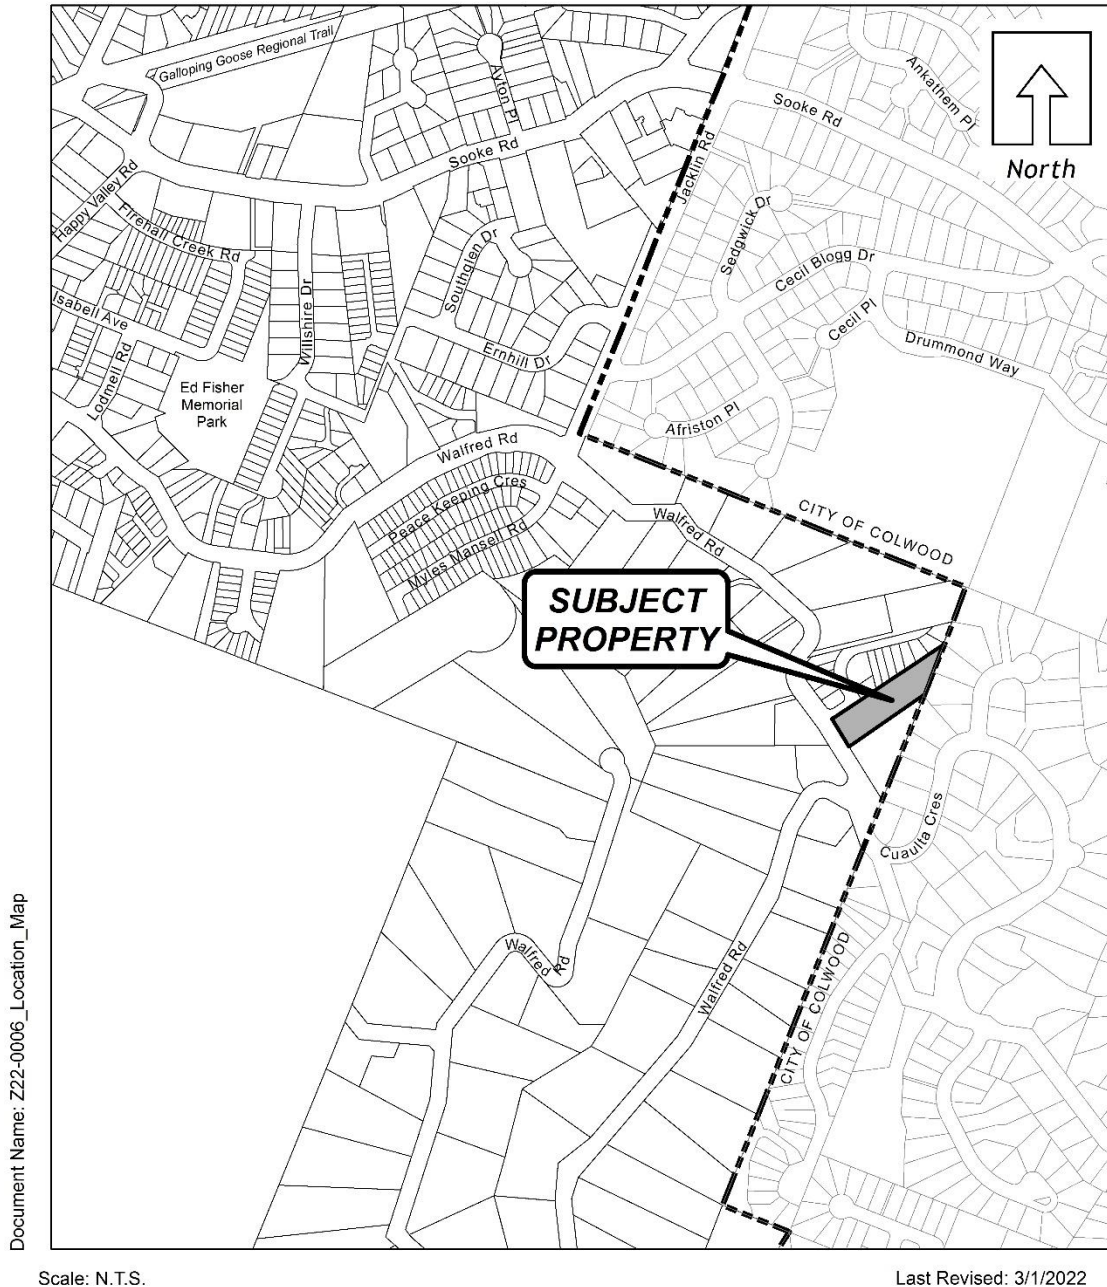 Galloping Goose Regional Trail
Ayton Pl
Ankathem Pl
Sooke Rd
Sooke Rd
North
Jacklin Rd
Happy Valley Rd
Firehall Creek Rd
Sedgwick Dr
Southglen Dr
Cecil Blogg Dr
Isabell Ave
Willshire Dr
Cecil Pl
Ernhill Dr
Drummond Way
Lodmell Rd
Ed Fisher
Memorial
Park
Afriston Pl
Walfred Rd
Peace Keeping Cres
Walfred Rd
CITY OF COLWOOD
Myles Mansell Rd
SUBJECT
PROPERTY
Cuaulta Cres
Walfred Rd
Walfred Rd
CITY OF COLWOOD
Document Name: Z22-0006_Location_Map
Scale: N.T.S.
Last Revised: 3/1/2022